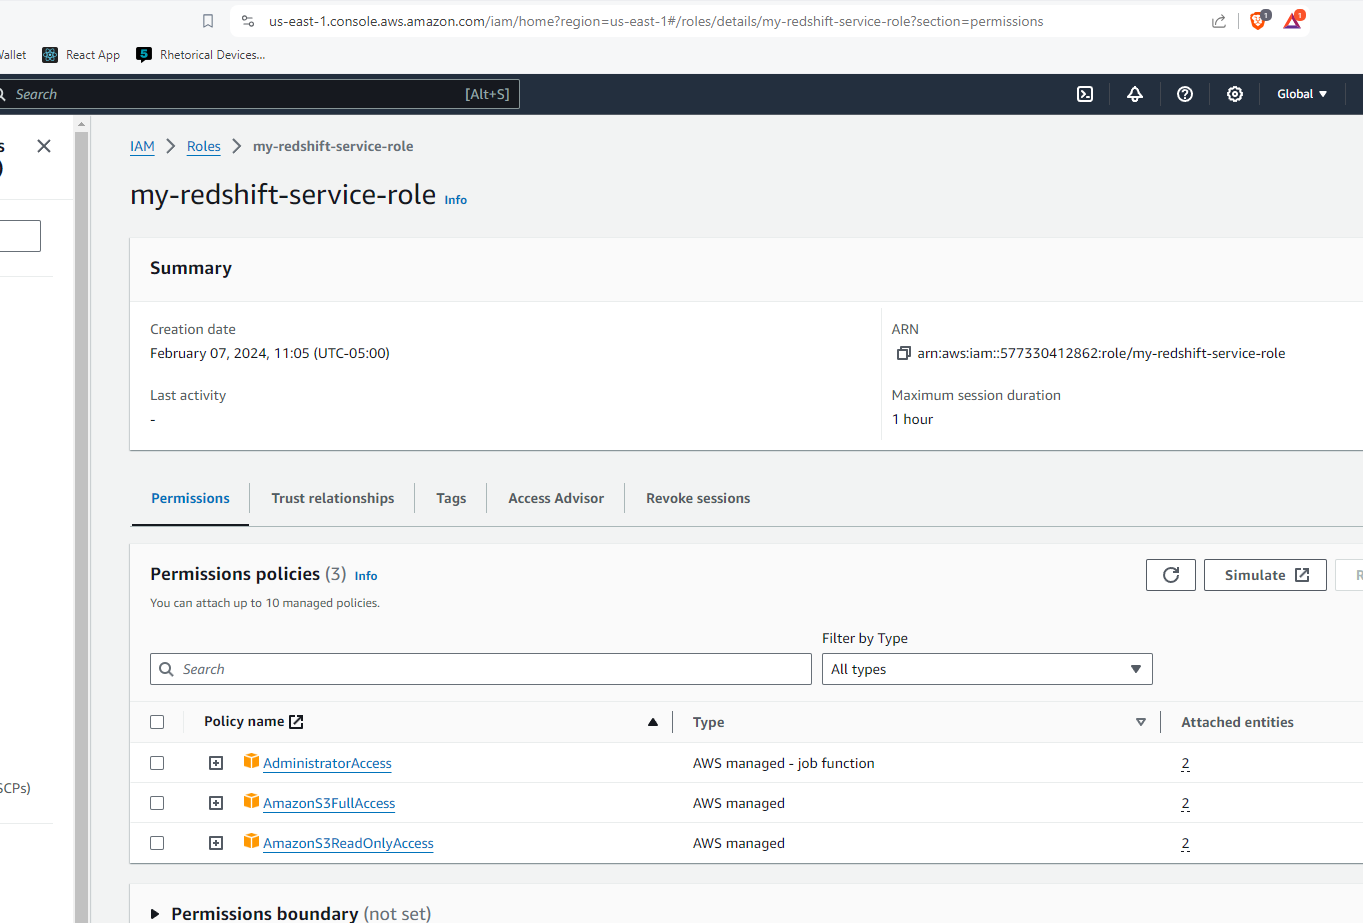 us-east-1.console.aws.amazon.com/iam/home?region=us-east-1#/roles/details/my-redshift-service-role?section=permissions
1
1
React App
5
Rhetorical Devices...
Search
[Alt+S]
Global
IAM
Roles
my-redshift-service-role
my-redshift-service-role Info
Summary
Creation date
February 07, 2024, 11:05 (UTC-05:00)
Last activity
-
ARN
arn:aws:iam::577330412862:role/my-redshift-service-role
Maximum session duration
1 hour
SCPs)
Permissions
Trust relationships
Tags
Access Advisor
Revoke sessions
Permissions policies (3) Info
You can attach up to 10 managed policies.
Simulate
Search
Filter by Type
All types
Policy name
Type
Attached entities
AdministratorAccess
AWS managed - job function
2
AmazonS3FullAccess
AWS managed
2
AmazonS3ReadOnlyAccess
AWS managed
2
Permissions boundary (not set)